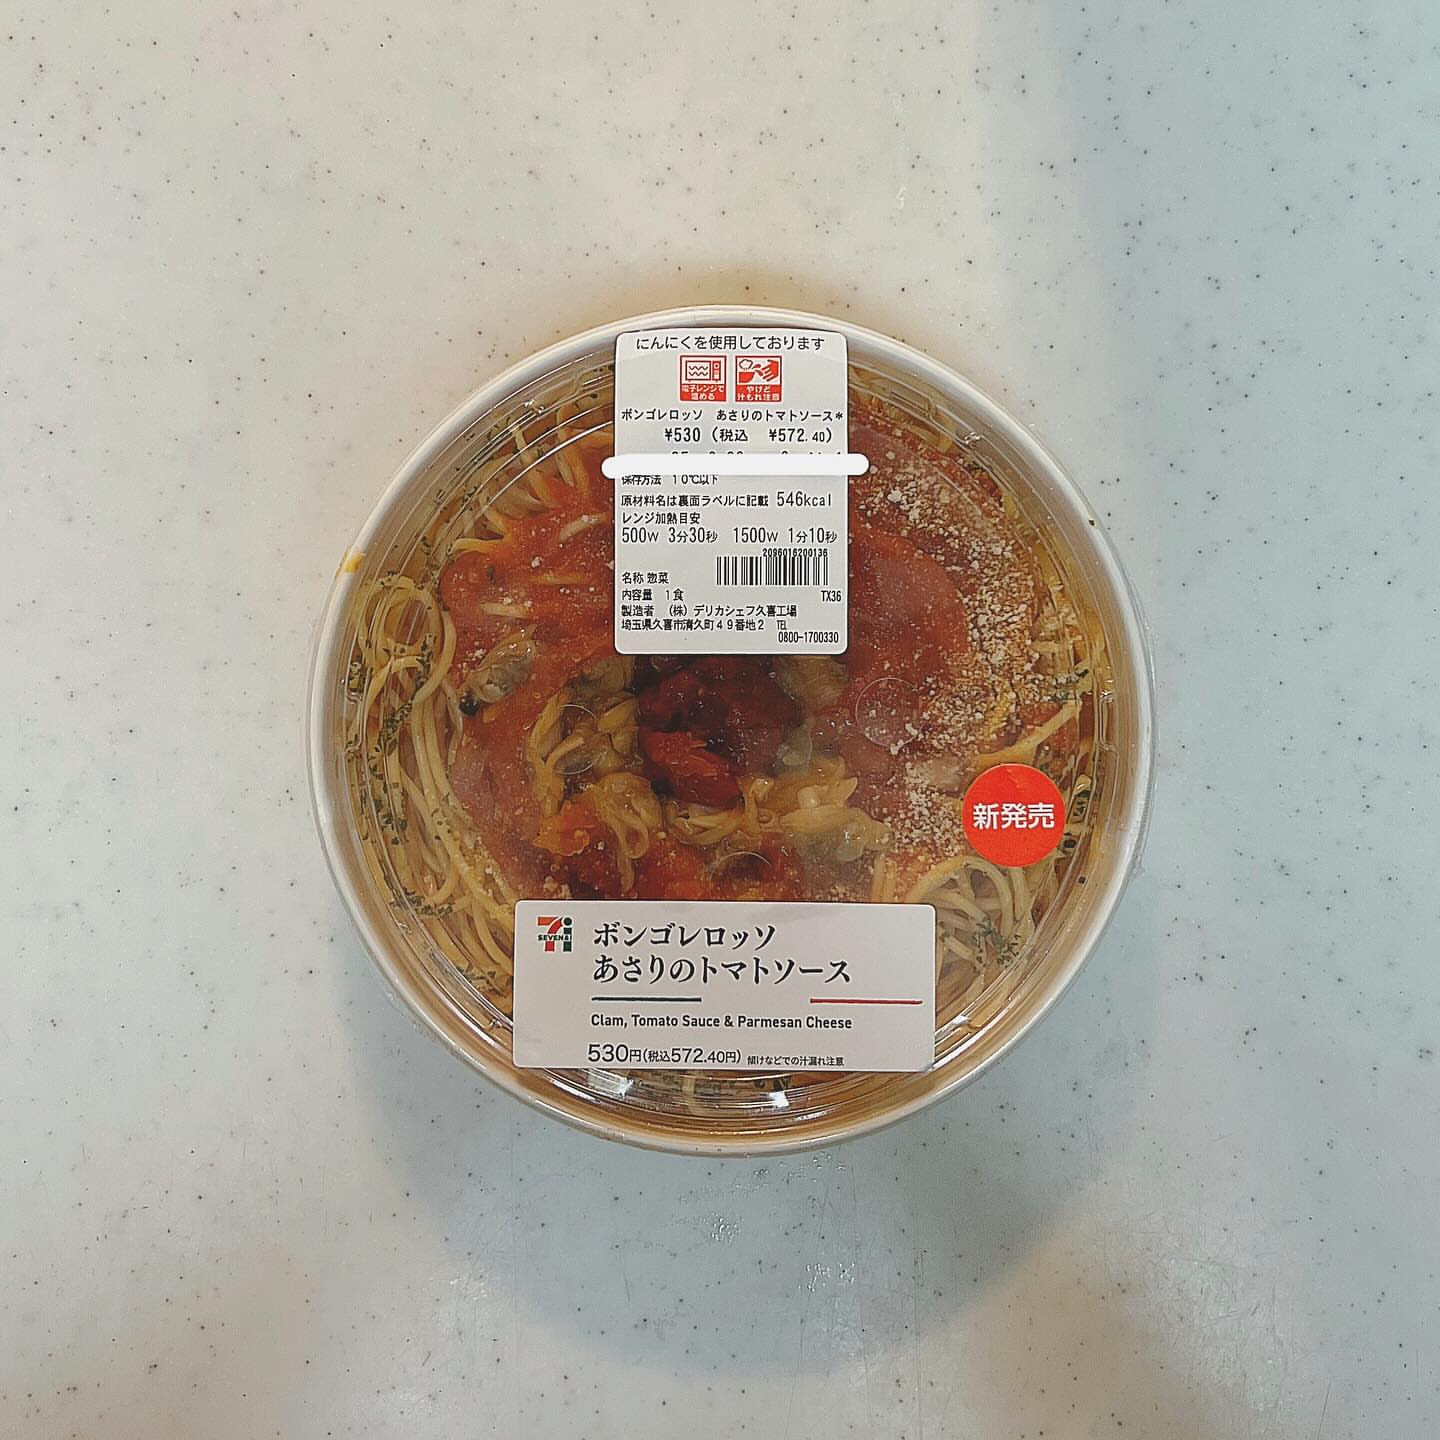 にんにくを使用しております
電子レンジで
温める
やけど
汁もれ注意
ボンゴレロッソ　あさりのトマトソース*
¥530 (税込　¥572.40)
保存方法　10℃以下
原材料名は裏面ラベルに記載 546kcal
レンジ加熱目安
500W 3分30秒　1500W 1分10秒
2096016200136
名称 惣菜
内容量　1食　TX36
製造者　（株）デリカシェフ久喜工場
埼玉県久喜市清久町49番地2　TEL
0800-1700330
新発売
7i
SEVEN&i
ボンゴレロッソ
あさりのトマトソース
Clam, Tomato Sauce & Parmesan Cheese
530円(税込572.40円) 傾けなどでの汁漏れ注意